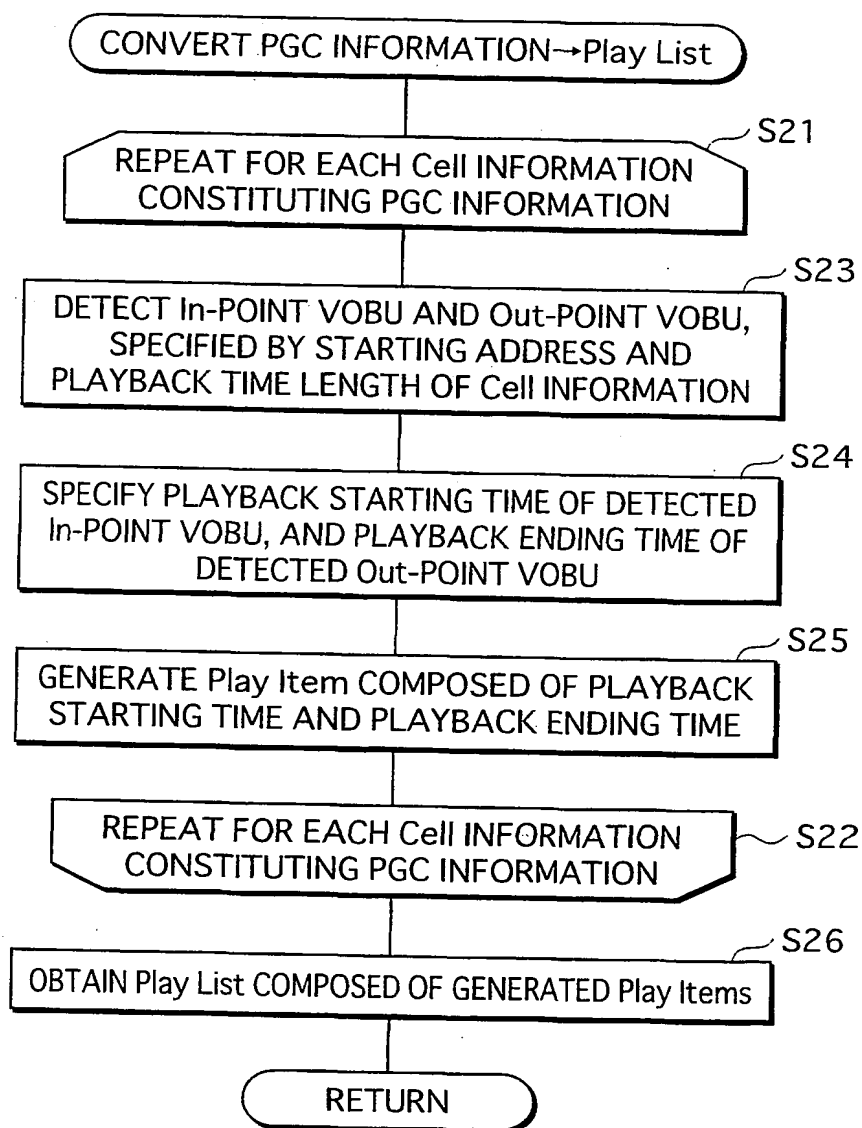 CONVERT PGC INFORMATION→Play List
S21
REPEAT FOR EACH Cell INFORMATION
CONSTITUTING PGC INFORMATION
S23
DETECT In-POINT VOBU AND Out-POINT VOBU,
SPECIFIED BY STARTING ADDRESS AND
PLAYBACK TIME LENGTH OF Cell INFORMATION
S24
SPECIFY PLAYBACK STARTING TIME OF DETECTED
In-POINT VOBU, AND PLAYBACK ENDING TIME OF
DETECTED Out-POINT VOBU
S25
GENERATE Play Item COMPOSED OF PLAYBACK
STARTING TIME AND PLAYBACK ENDING TIME
REPEAT FOR EACH Cell INFORMATION
CONSTITUTING PGC INFORMATION
S22
S26
OBTAIN Play List COMPOSED OF GENERATED Play Items
RETURN